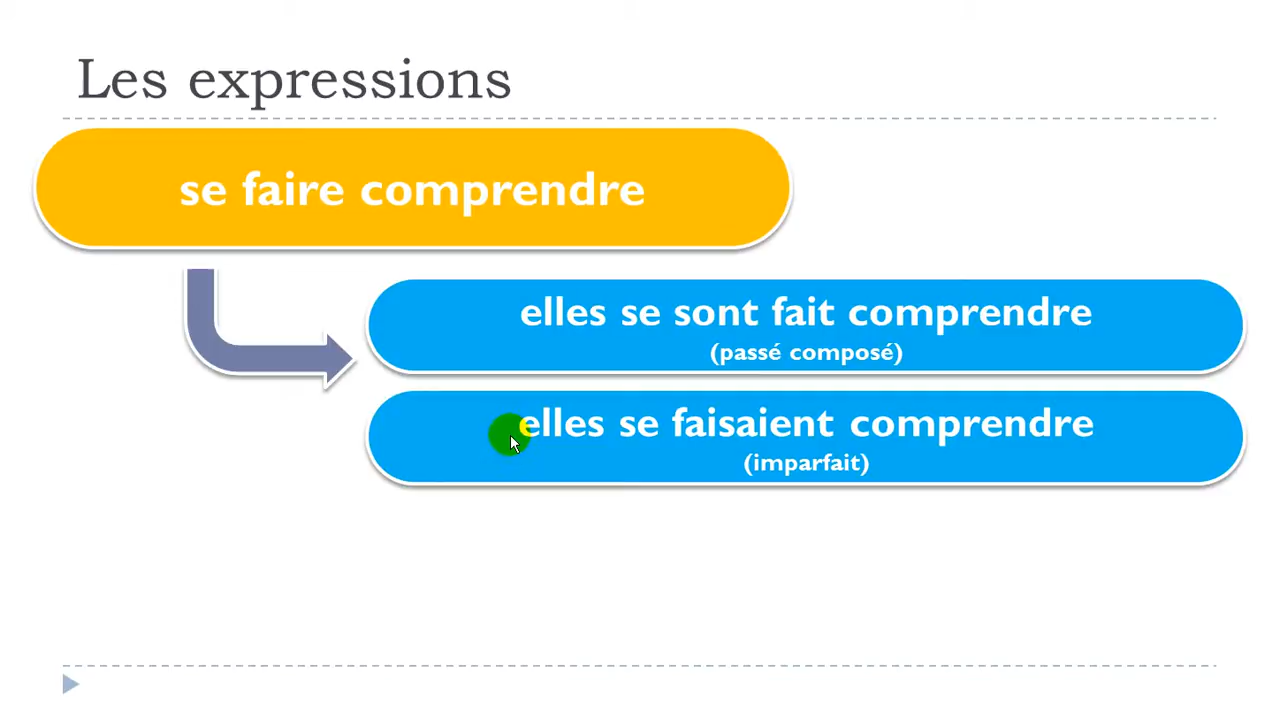 Les expressions
se faire comprendre
elles se sont fait comprendre
(passé composé)
elles se faisaient comprendre
(imparfait)